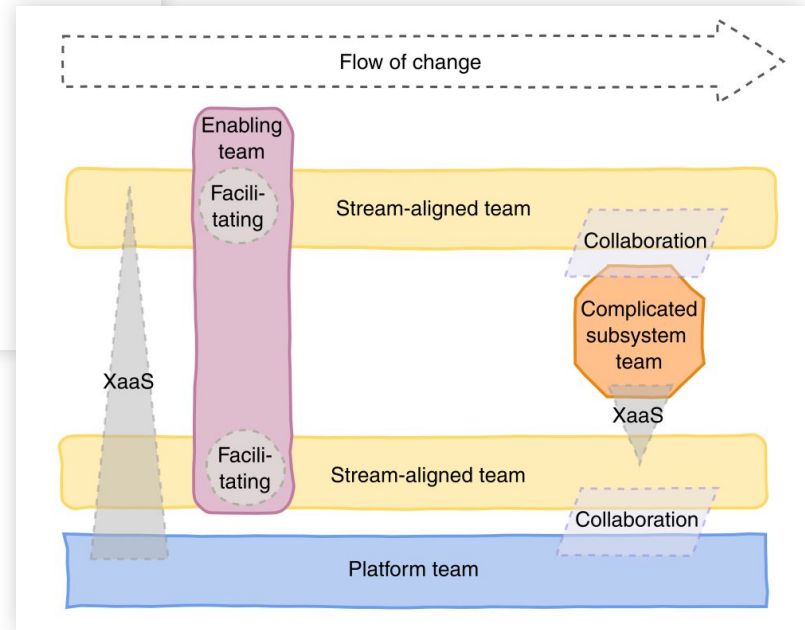 Flow of change
Enabling
team
Facili-
tating
Stream-aligned team
Collaboration
Complicated
subsystem
team
XaaS
XaaS
Facili-
tating
Stream-aligned team
Collaboration
Platform team